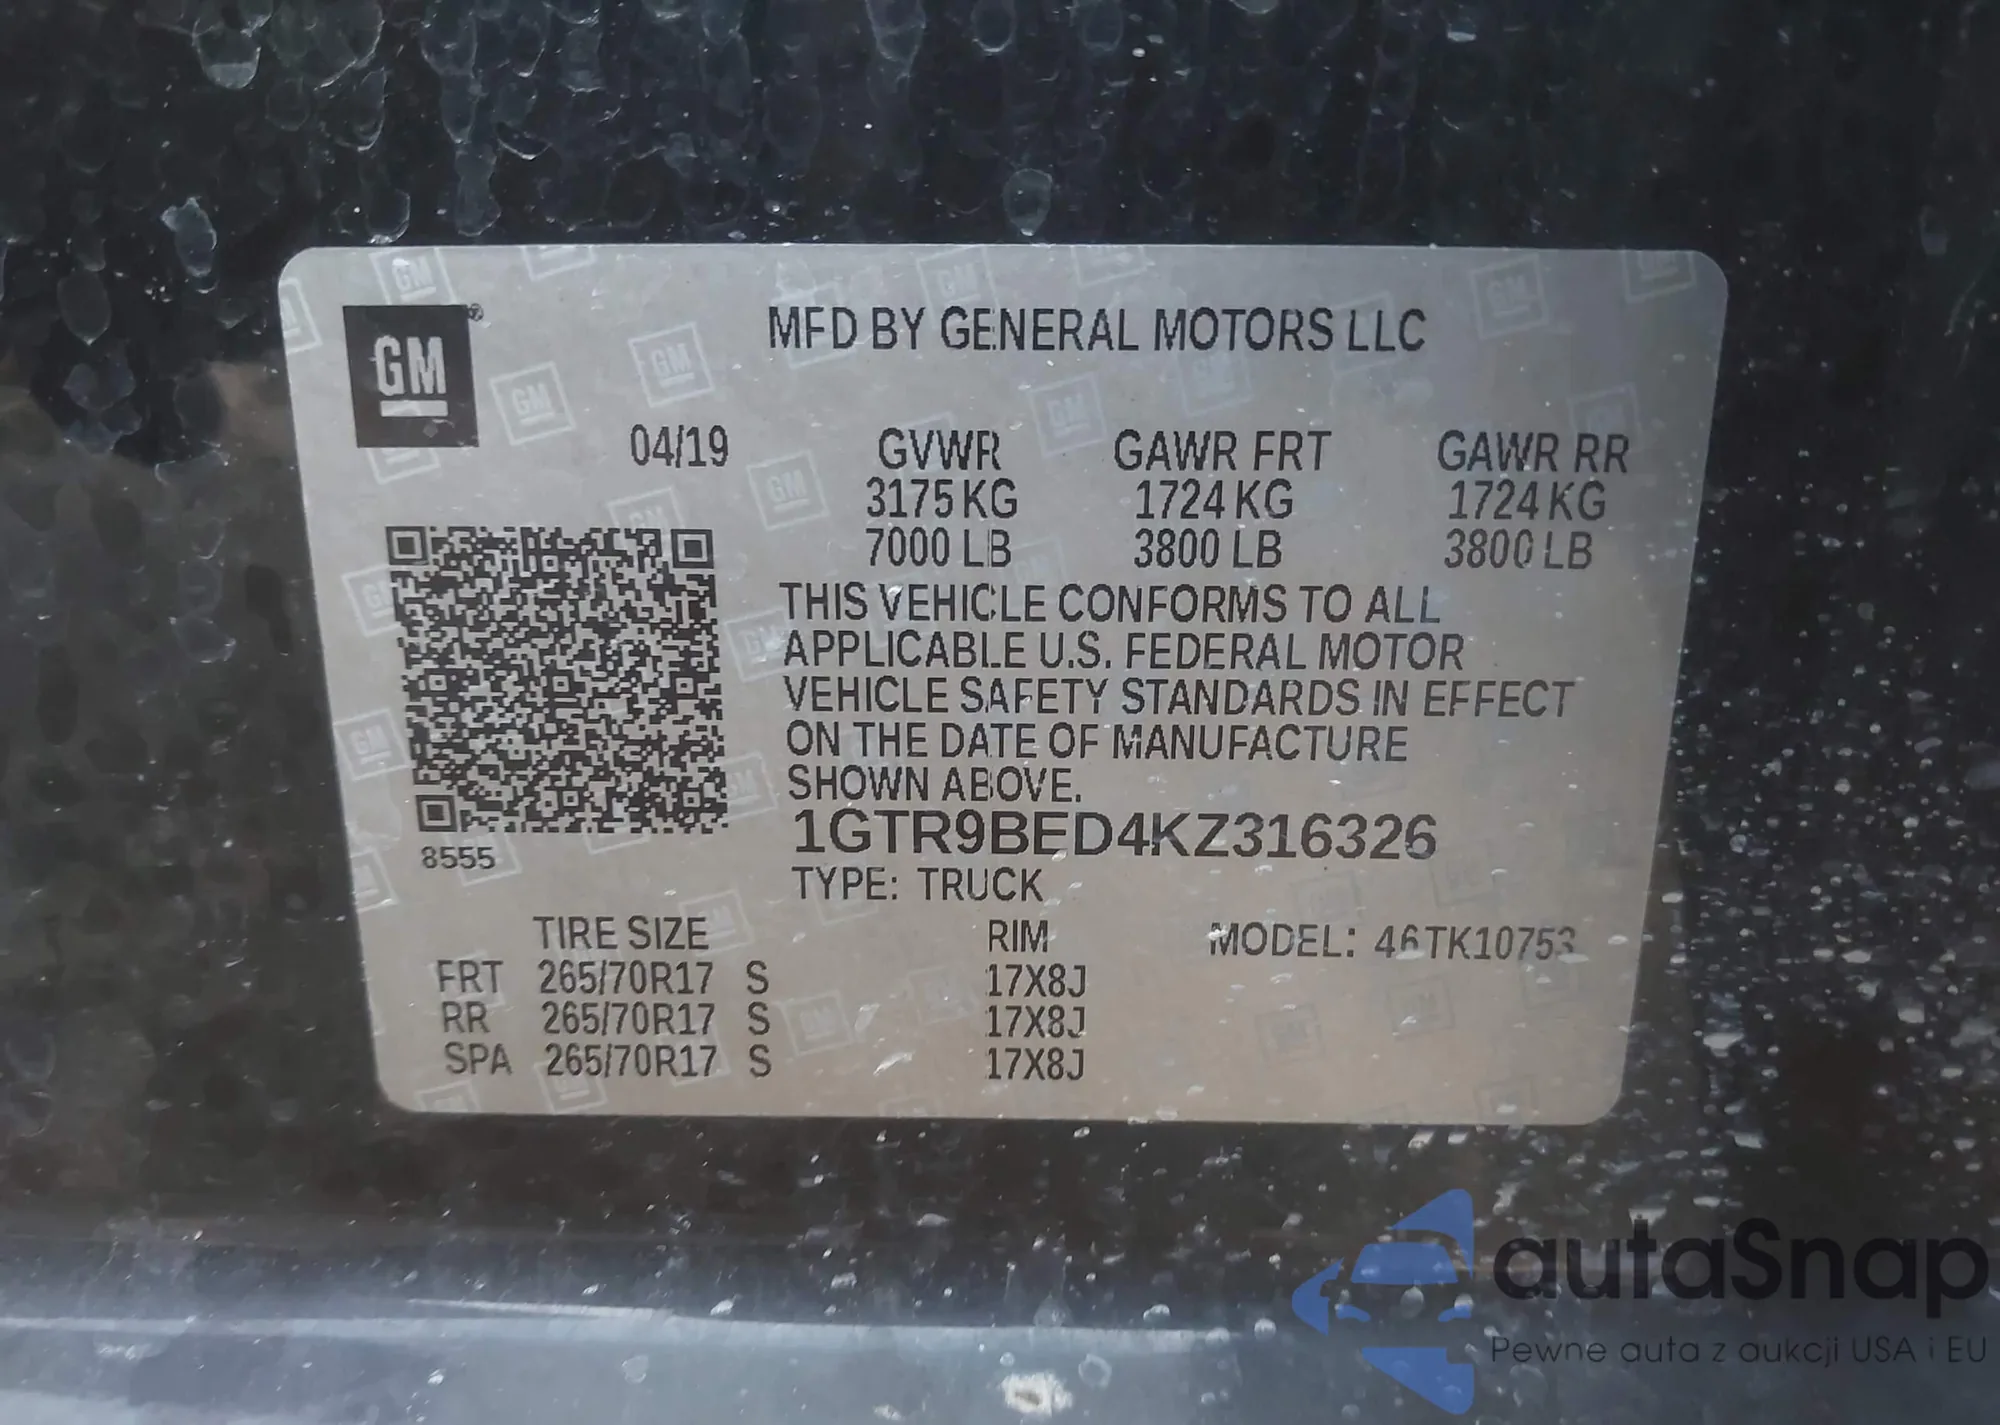 GM
MFD BY GENERAL MOTORS LLC
04/19 GVWR GAWR FRT GAWR RR
3175 KG 1724 KG 1724 KG
7000 LB 3800 LB 3800 LB
THIS VEHICLE CONFORMS TO ALL
APPLICABLE U.S. FEDERAL MOTOR
VEHICLE SAFETY STANDARDS IN EFFECT
ON THE DATE OF MANUFACTURE
SHOWN ABOVE.
1GTR9BED4KZ316326
8555
TYPE: TRUCK
TIRE SIZE RIM MODEL: 46TK10753
FRT 265/70R17 S 17X8J
RR 265/70R17 S 17X8J
SPA 265/70R17 S 17X8J
autaSnap
Pewne auta z aukcji USA i EU